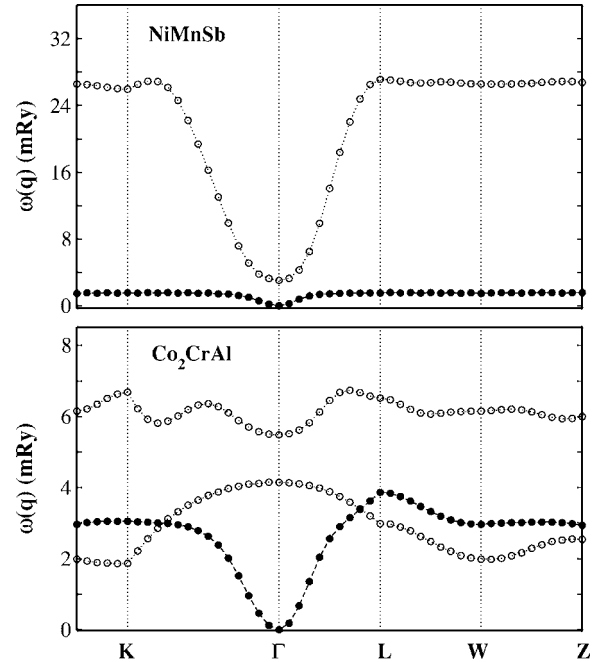 NiMnSb
ω(q) (mRy)
32
24
16
8
0
Co₂CrAl
ω(q) (mRy)
8
6
4
2
0
K Γ L W Z